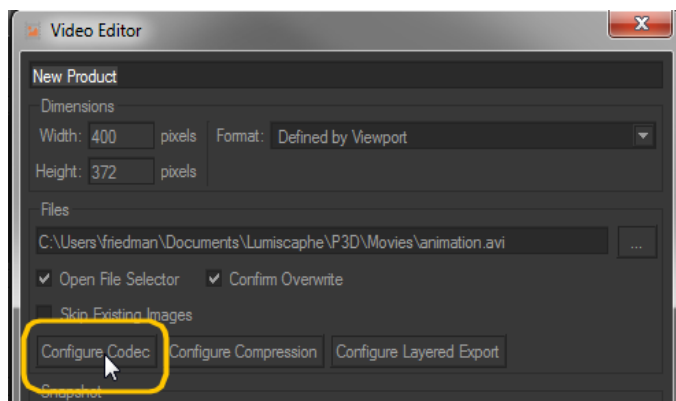 Video Editor
New Product
Dimensions
Width: 400 pixels Format: Defined by Viewport
Height: 372 pixels
Files
C:\Users\friedman\Documents\Lumiscaphe\P3D\Movies\animation.avi ...
Open File Selector Confirm Overwrite
Skip Existing Images
Configure Codec Configure Compression Configure Layered Export
Snapshot